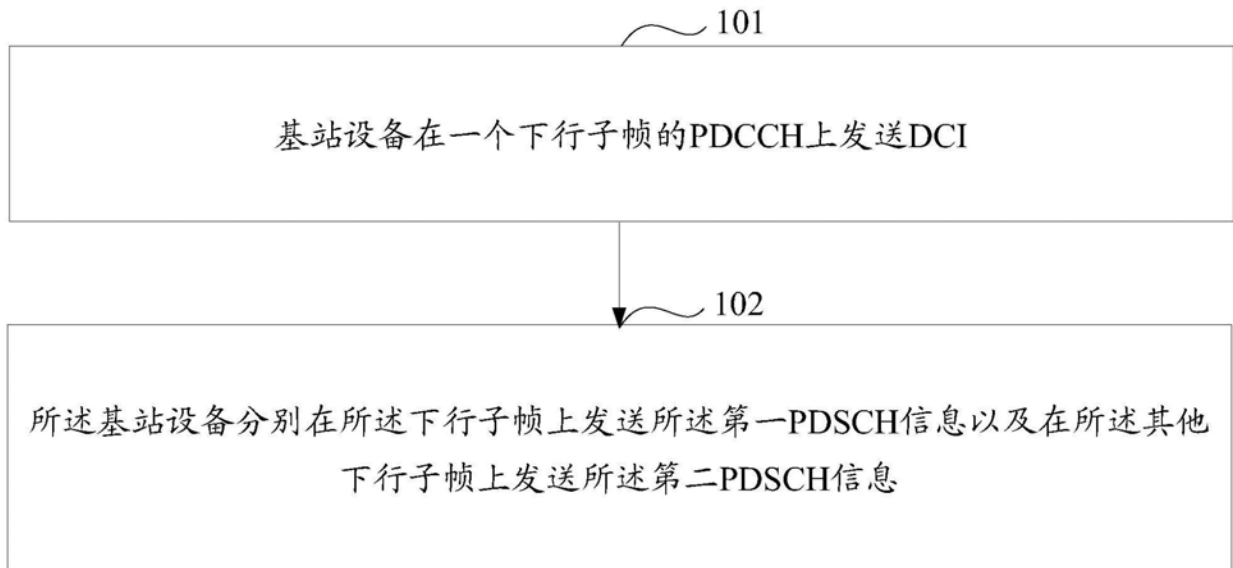 101
基站设备在一个下行子帧的PDCCH上发送DCI
102
所述基站设备分别在所述下行子帧上发送所述第一PDSCH信息以及在所述其他
下行子帧上发送所述第二PDSCH信息